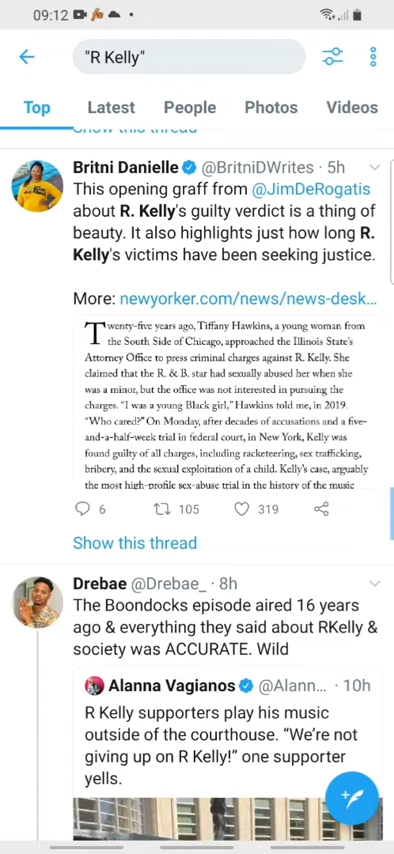 09:12
"R Kelly"
Top Latest People Photos Videos
Show this thread
Britni Danielle @BritniDWrites · 5h
This opening graff from @JimDeRogatis
about R. Kelly's guilty verdict is a thing of
beauty. It also highlights just how long R.
Kelly's victims have been seeking justice.
More: newyorker.com/news/news-desk...
Twenty-five years ago, Tiffany Hawkins, a young woman from
the South Side of Chicago, approached the Illinois State's
Attorney Office to press criminal charges against R. Kelly. She
claimed that the R. & B. star had sexually abused her when she
was a minor, but the office was not interested in pursuing the
charges. "I was a young Black girl," Hawkins told me, in 2019.
"Who cared?" On Monday, after decades of accusations and a five-
and-a-half-week trial in federal court, in New York, Kelly was
found guilty of all charges, including racketeering, sex trafficking,
bribery, and the sexual exploitation of a child. Kelly's case, arguably
the most high-profile sex-abuse trial in the history of the music
6 105 319
Show this thread
Drebae @Drebae_ · 8h
The Boondocks episode aired 16 years
ago & everything they said about RKelly &
society was ACCURATE. Wild
Alanna Vagianos @Alann... · 10h
R Kelly supporters play his music
outside of the courthouse. "We're not
giving up on R Kelly!" one supporter
yells.